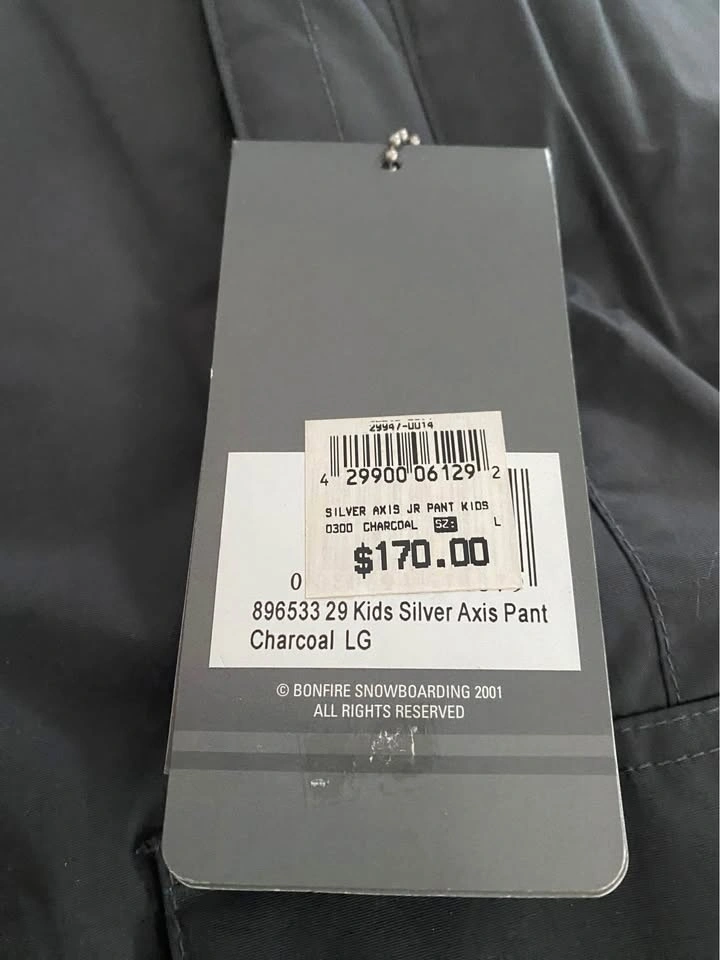 29947-0014
4 29900 06129 2
SILVER AXIS JR PANT KIDS
0300 CHARCOAL SZ: L
$170.00
0
896533 29 Kids Silver Axis Pant
Charcoal LG
© BONFIRE SNOWBOARDING 2001
ALL RIGHTS RESERVED